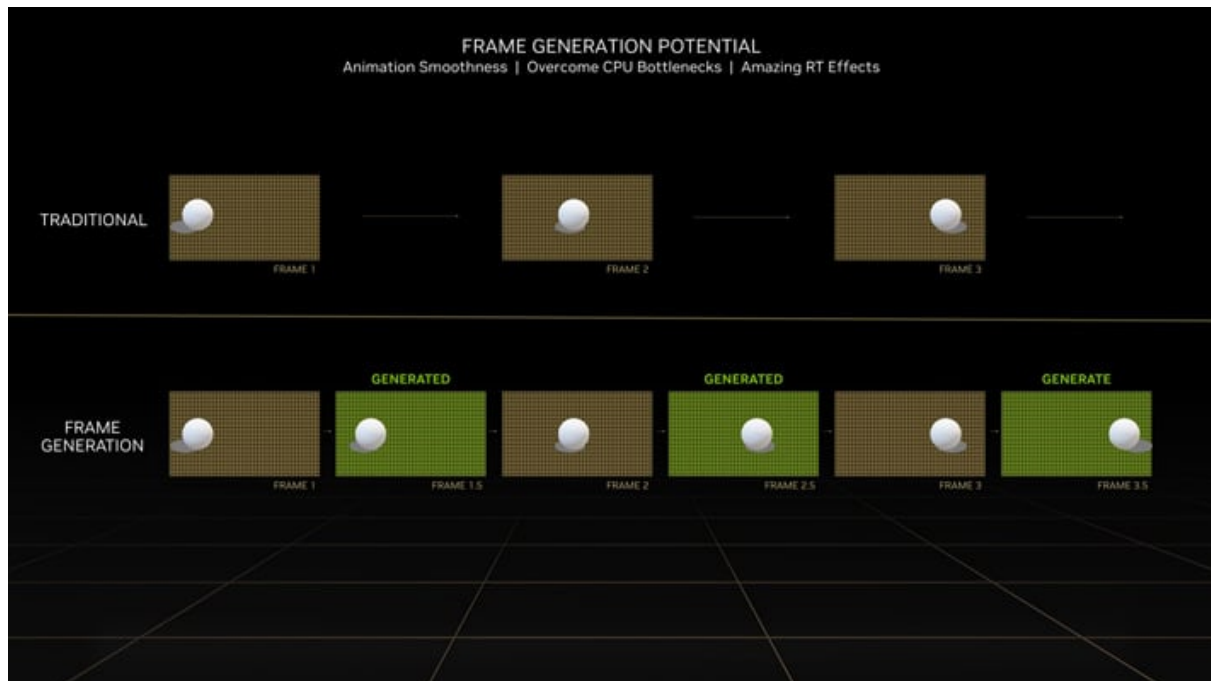 FRAME GENERATION POTENTIAL
Animation Smoothness | Overcome CPU Bottlenecks | Amazing RT Effects
TRADITIONAL
FRAME 1
FRAME 2
FRAME 3
GENERATED
GENERATED
GENERATE
FRAME
GENERATION
FRAME 1
FRAME 1.5
FRAME 2
FRAME 2.5
FRAME 3
FRAME 3.5